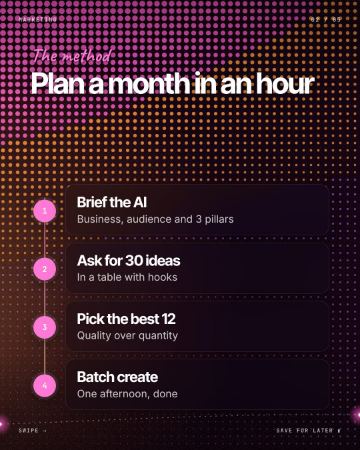 MARKETING
02 / 05
The method
Plan a month in an hour
1
Brief the AI
Business, audience and 3 pillars
2
Ask for 30 ideas
In a table with hooks
3
Pick the best 12
Quality over quantity
4
Batch create
One afternoon, done
SWIPE →
SAVE FOR LATER